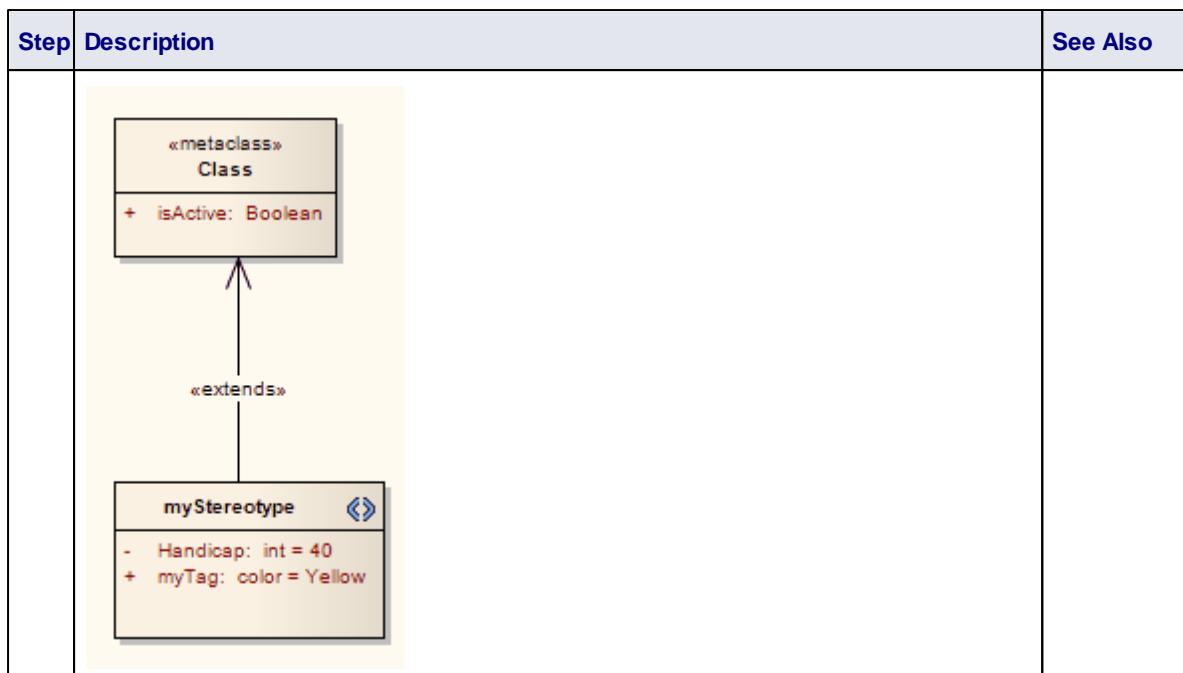 Step Description See Also
«metaclass»
Class
+ isActive: Boolean
«extends»
myStereotype
- Handicap: int = 40
+ myTag: color = Yellow